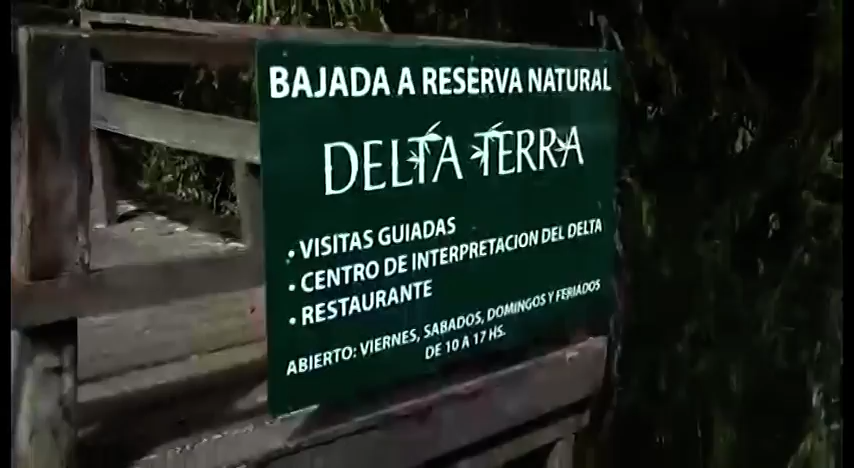 BAJADA A RESERVA NATURAL
DELTA TERRA
• VISITAS GUIADAS
• CENTRO DE INTERPRETACION DEL DELTA
• RESTAURANTE
ABIERTO: VIERNES, SABADOS, DOMINGOS Y FERIADOS
DE 10 A 17 HS.